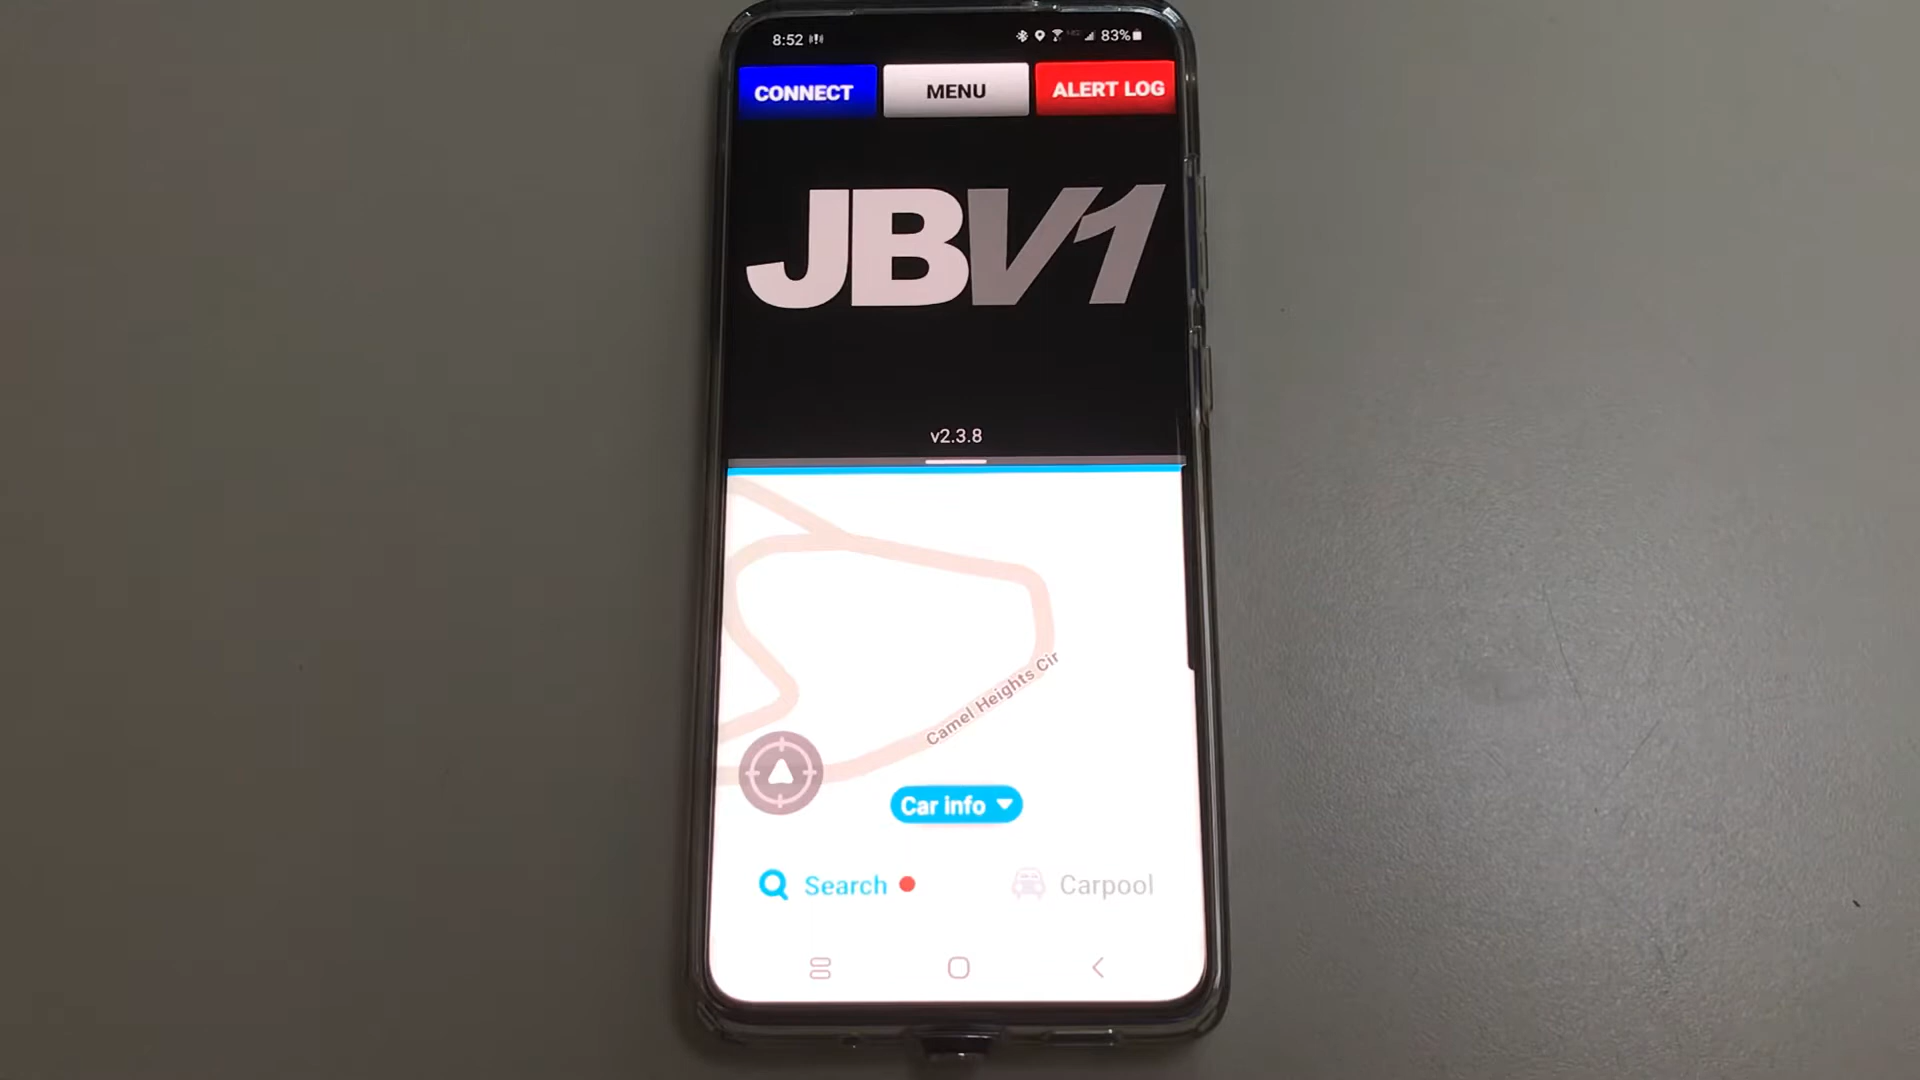 8:52
83%
CONNECT
MENU
ALERT LOG
JBV1
v2.3.8
Camel Heights Cir
Car info
Search
Carpool